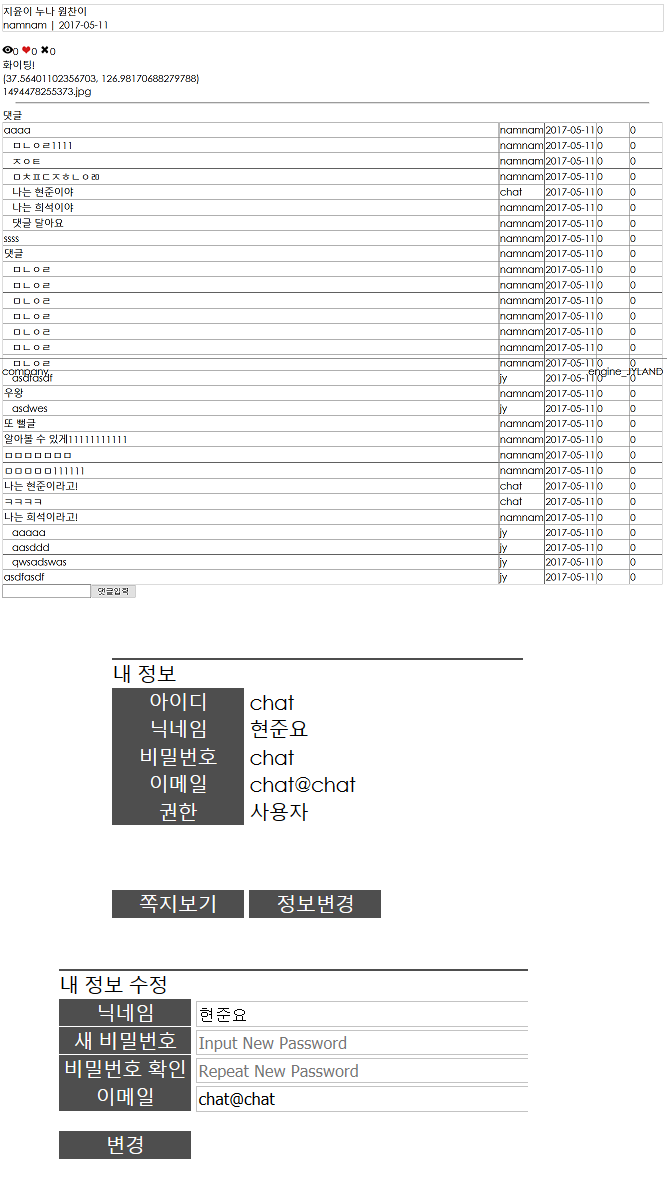 지윤이 누나 원찬이
namnam | 2017-05-11
0 0 0
화이팅!
(37.56401102356703, 126.98170688279788)
1494478255373.jpg
댓글
aaaa namnam 2017-05-11 0 0
ㅁㄴㅇㄹ1111 namnam 2017-05-11 0 0
ㅈㅇㅌ namnam 2017-05-11 0 0
namnam 2017-05-11 0 0
나는 현준이야 chat 2017-05-11 0 0
나는 희석이야 namnam 2017-05-11 0 0
댓글 달아요 namnam 2017-05-11 0 0
ssss namnam 2017-05-11 0 0
댓글 namnam 2017-05-11 0 0
ㅁㄴㅇㄹ namnam 2017-05-11 0 0
ㅁㄴㅇㄹ namnam 2017-05-11 0 0
ㅁㄴㅇㄹ namnam 2017-05-11 0 0
ㅁㄴㅇㄹ namnam 2017-05-11 0 0
ㅁㄴㅇㄹ namnam 2017-05-11 0 0
ㅁㄴㅇㄹ namnam 2017-05-11 0 0
ㅁㄴㅇㄹ namnam 2017-05-11 0 0
company engine_JYLAND
asdfasdf jy 2017-05-11 0 0
우왕 namnam 2017-05-11 0 0
asdwes jy 2017-05-11 0 0
또 뻘글 namnam 2017-05-11 0 0
알아볼 수 있게11111111111 namnam 2017-05-11 0 0
ㅁㅁㅁㅁㅁㅁㅁ namnam 2017-05-11 0 0
ㅁㅁㅁㅁㅁ111111 namnam 2017-05-11 0 0
나는 현준이라고! chat 2017-05-11 0 0
ㅋㅋㅋㅋ chat 2017-05-11 0 0
나는 희석이라고! namnam 2017-05-11 0 0
aaaaa jy 2017-05-11 0 0
aasddd jy 2017-05-11 0 0
qwsadswas jy 2017-05-11 0 0
asdfasdf jy 2017-05-11 0 0
댓글입력
내 정보
아이디 chat
닉네임 현준요
비밀번호 chat
이메일 chat@chat
권한 사용자
쪽지보기 정보변경
내 정보 수정
닉네임 현준요
새 비밀번호 Input New Password
비밀번호 확인 Repeat New Password
이메일 chat@chat
변경